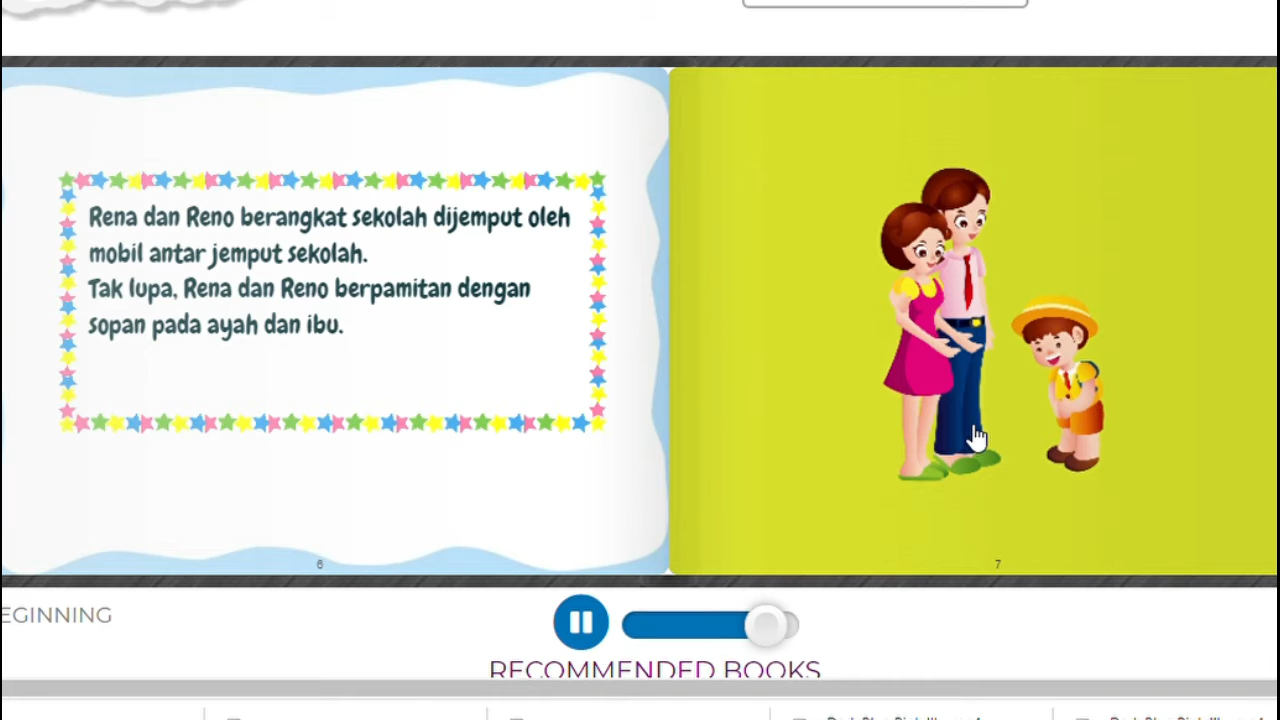 Rena dan Reno berangkat sekolah dijemput oleh
mobil antar jemput sekolah.
Tak lupa, Rena dan Reno berpamitan dengan
sopan pada ayah dan ibu.
6
7
EGINNING
RECOMMENDED BOOKS